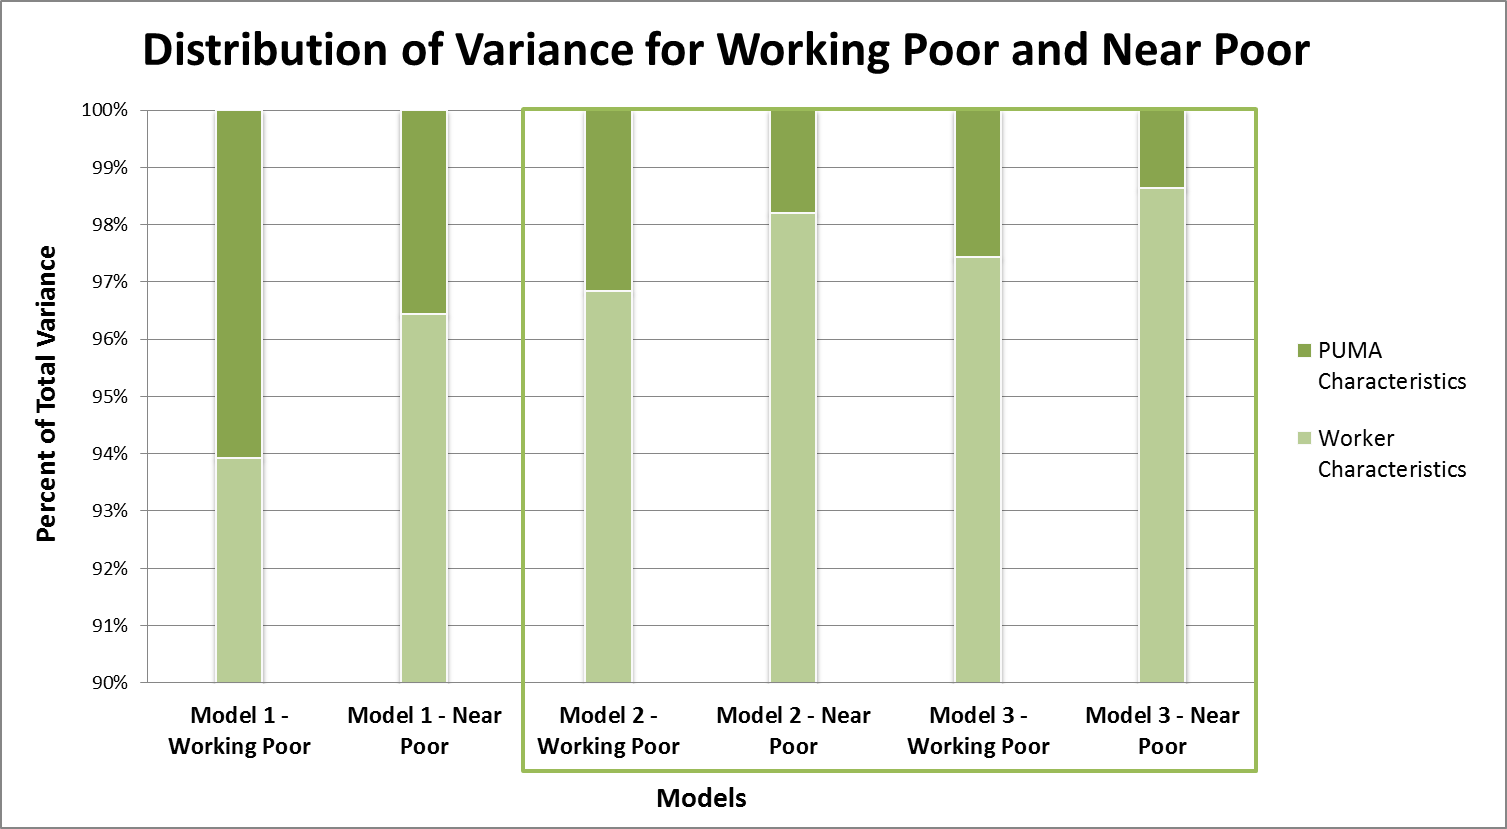 Distribution of Variance for Working Poor and Near Poor
100%
99%
98%
97%
96%
95%
94%
93%
92%
91%
90%
Percent of Total Variance
Model 1 -
Working Poor
Model 1 - Near
Poor
Model 2 -
Working Poor
Model 2 - Near
Poor
Model 3 -
Working Poor
Model 3 - Near
Poor
Models
PUMA
Characteristics
Worker
Characteristics